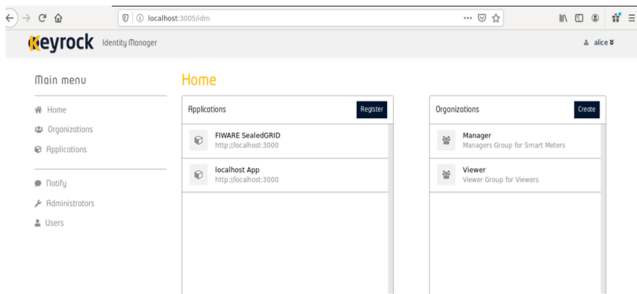 localhost:3005/idm
keyrock Identity Manager
alice
Main menu
Home
Organizations
Applications
Notify
Administrators
Users
Home
Applications
Register
FIWARE SealedGRID
http://localhost:3000
localhost App
http://localhost:3000
Organizations
Create
Manager
Managers Group for Smart Meters
Viewer
Viewer Group for Viewers